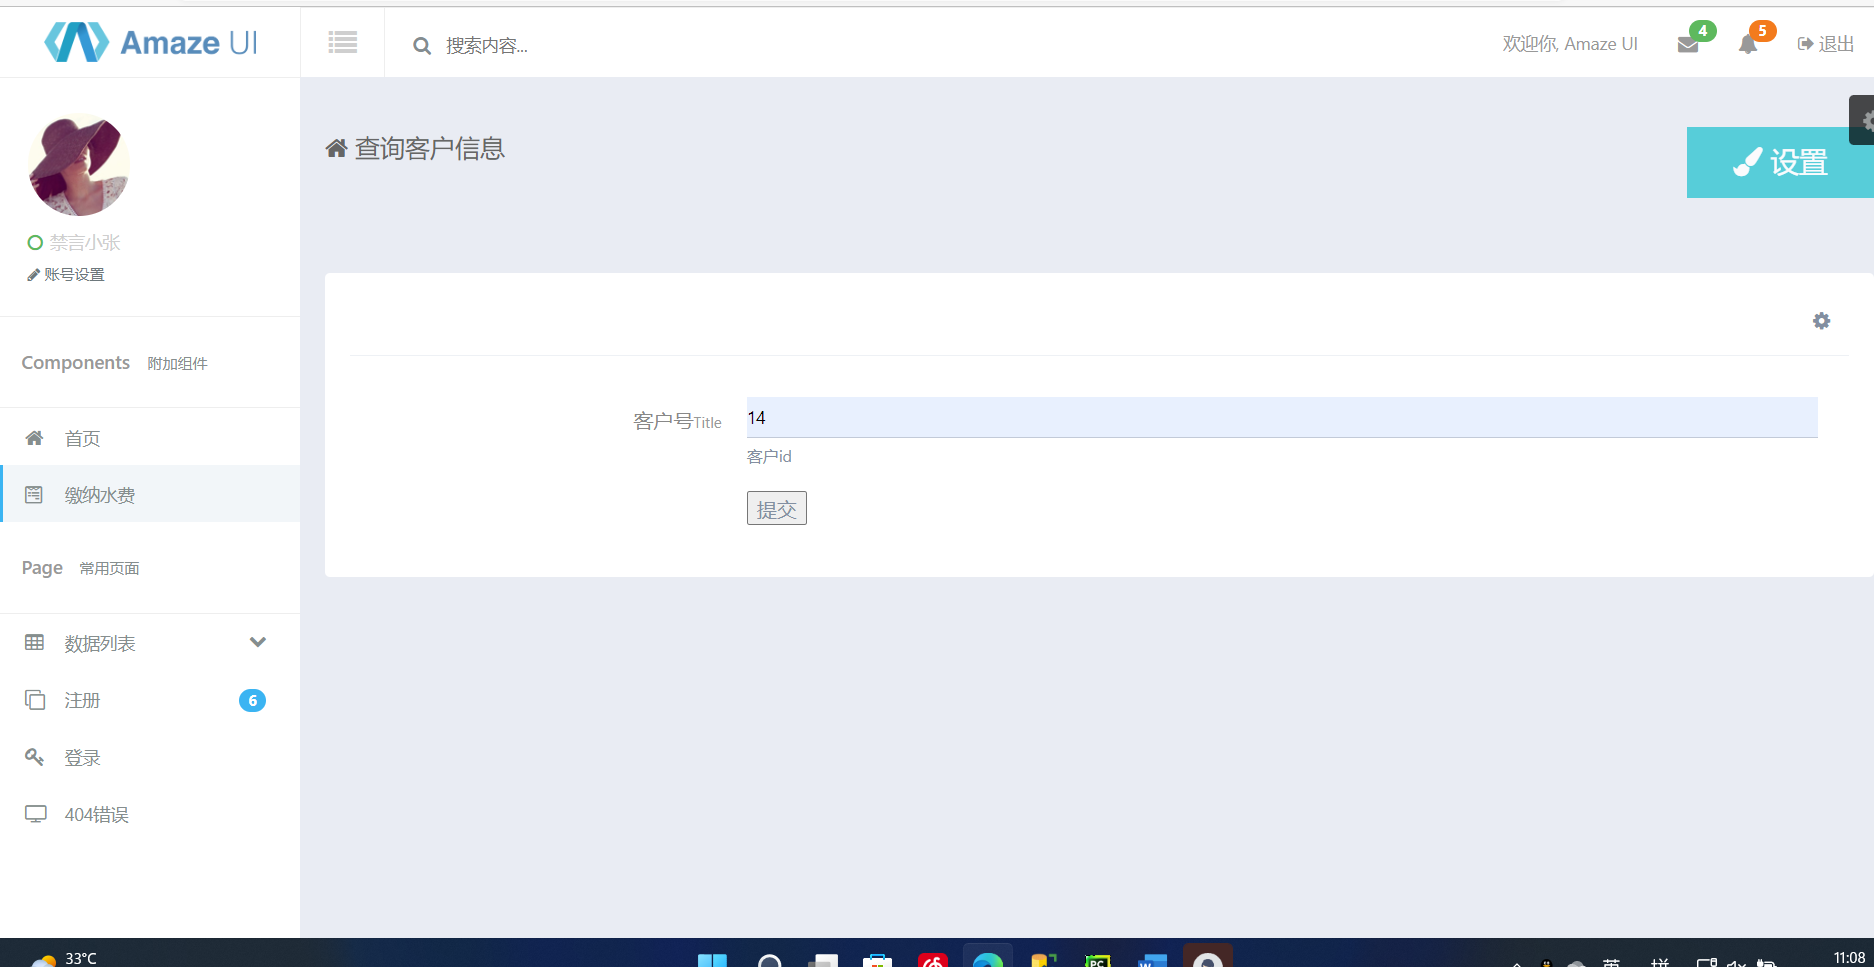 Amaze UI
搜索内容...
欢迎你, Amaze UI
4
5
退出
禁言小张
账号设置
Components 附加组件
首页
缴纳水费
Page 常用页面
数据列表
注册 6
登录
404错误
查询客户信息
设置
客户号Title 14
客户id
提交
33°C
PC
W
英
拼
11:08